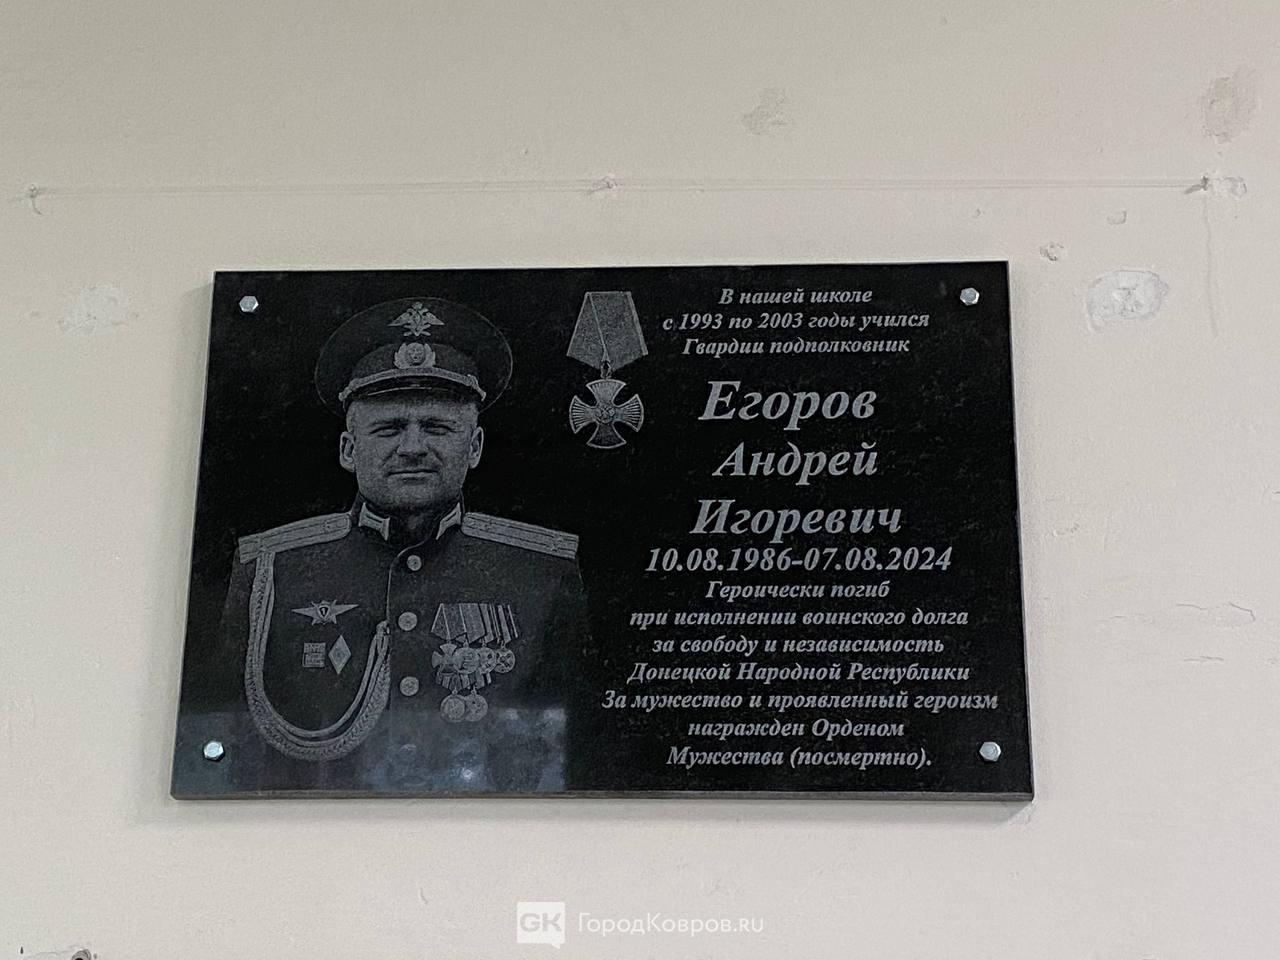 В нашей школе
с 1993 по 2003 годы учился
Гвардии подполковник
Егоров
Андрей
Игоревич
10.08.1986-07.08.2024
Героически погиб
при исполнении воинского долга
за свободу и независимость
Донецкой Народной Республики
За мужество и проявленный героизм
награжден Орденом
Мужества (посмертно).
GK ГородКовров.ru